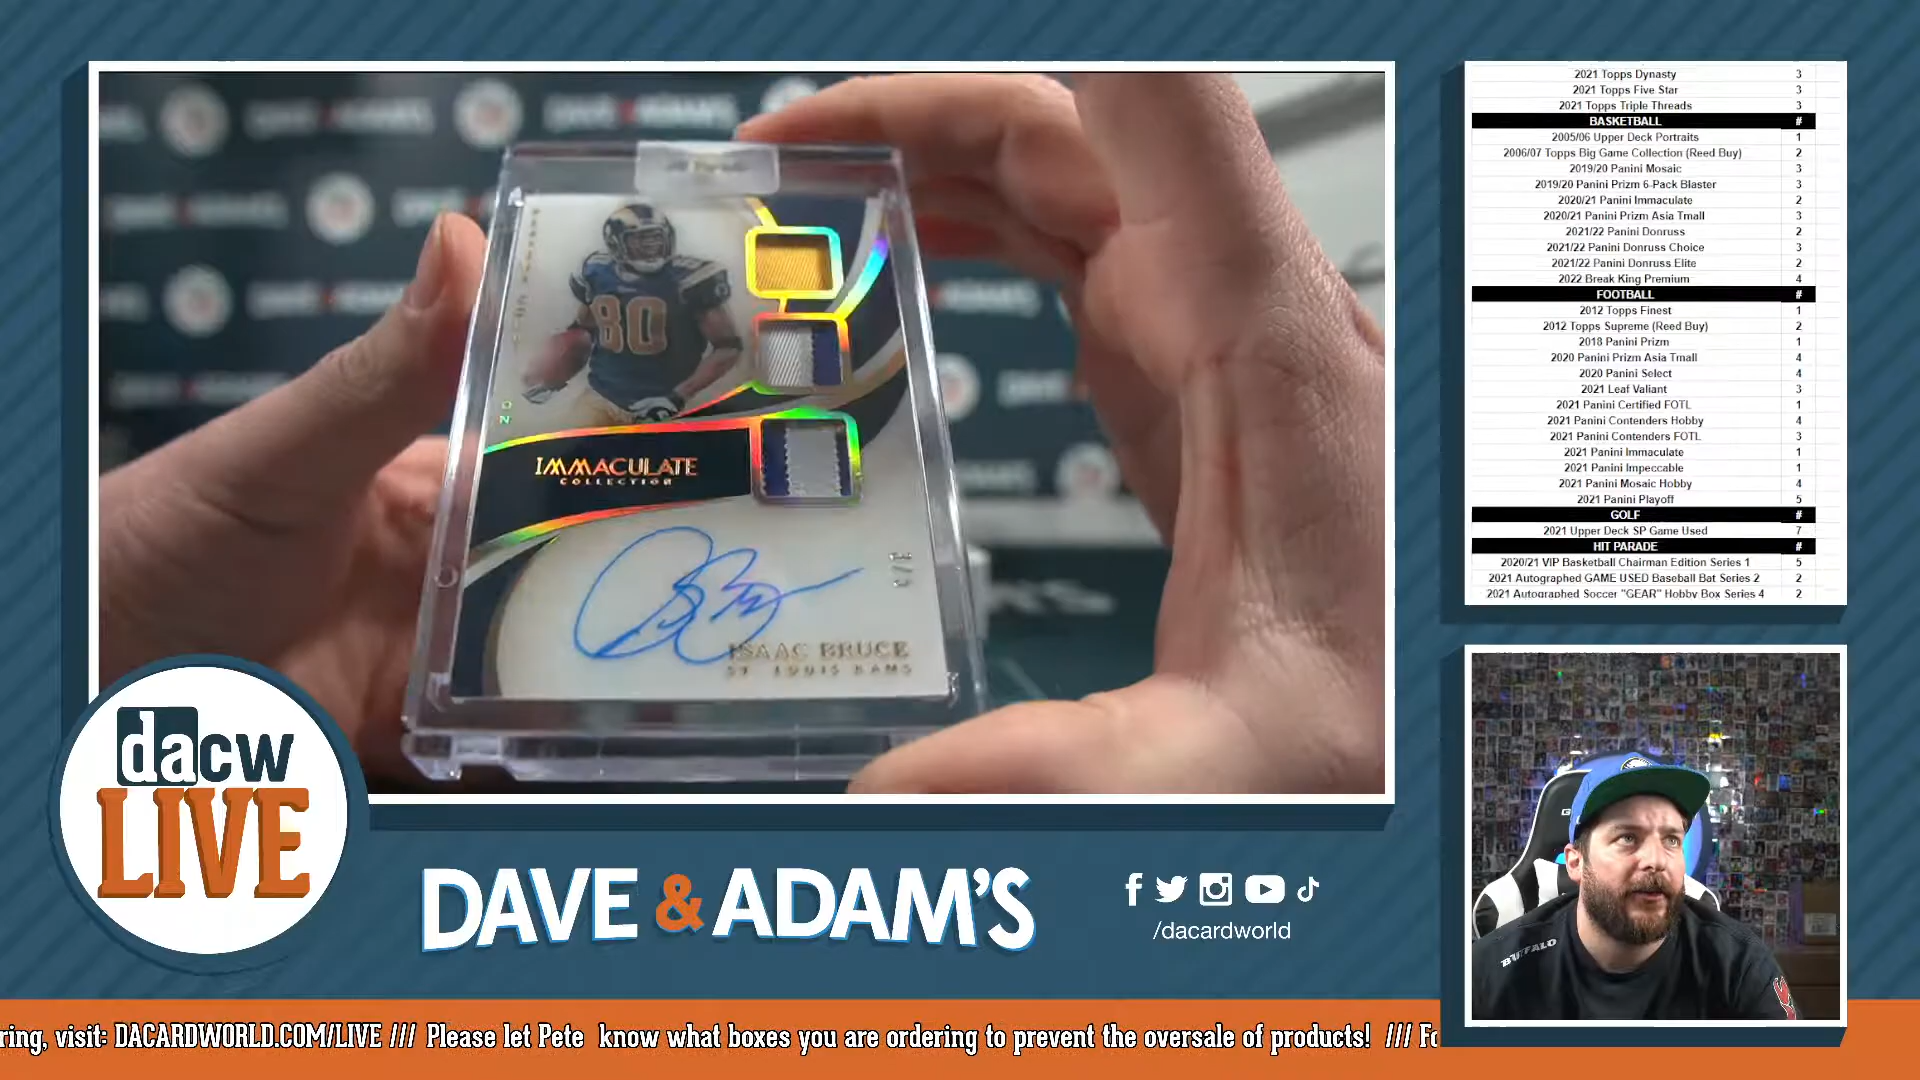 80
IMMACULATE
COLLECTION
ISAAC BRUCE
ST. LOUIS RAMS
2021 Topps Dynasty 3
2021 Topps Five Star 3
2021 Topps Triple Threads 3
BASKETBALL #
2005/06 Upper Deck Portraits 1
2006/07 Topps Big Game Collection (Reed Buy) 2
2019/20 Panini Mosaic 3
2019/20 Panini Prizm 6-Pack Blaster 3
2020/21 Panini Immaculate 2
2020/21 Panini Prizm Asia Tmall 3
2021/22 Panini Donruss 2
2021/22 Panini Donruss Choice 3
2021/22 Panini Donruss Elite 2
2022 Break King Premium 4
FOOTBALL #
2012 Topps Finest 1
2012 Topps Supreme (Reed Buy) 2
2018 Panini Prizm 1
2020 Panini Prizm Asia Tmall 4
2020 Panini Select 4
2021 Leaf Valiant 3
2021 Panini Certified FOTL 1
2021 Panini Contenders Hobby 4
2021 Panini Contenders FOTL 3
2021 Panini Immaculate 1
2021 Panini Impeccable 1
2021 Panini Mosaic Hobby 4
2021 Panini Playoff 5
GOLF #
2021 Upper Deck SP Game Used 7
HIT PARADE #
2020/21 VIP Basketball Chairman Edition Series 1 5
2021 Autographed GAME USED Baseball Bat Series 2 2
2021 Autographed Soccer "GEAR" Hobby Box Series 4 2
BUFFALO
dacw
LIVE
DAVE & ADAM'S
/dacardworld
ring, visit: DACARDWORLD.COM/LIVE /// Please let Pete know what boxes you are ordering to prevent the oversale of products! /// Fo